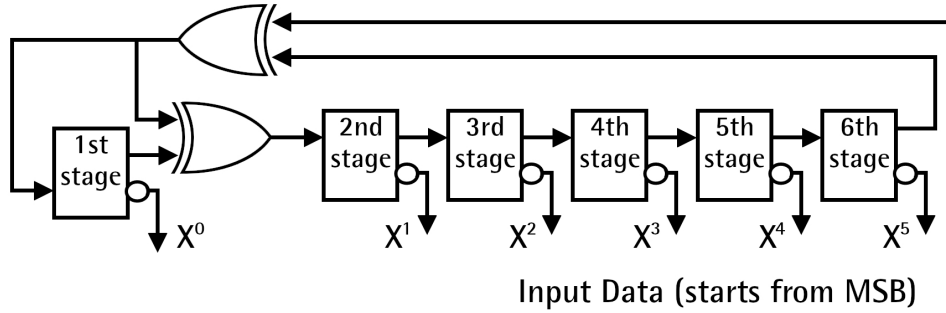 1st
stage
2nd
stage
3rd
stage
4th
stage
5th
stage
6th
stage
X⁰
X¹
X²
X³
X⁴
X⁵
Input Data (starts from MSB)